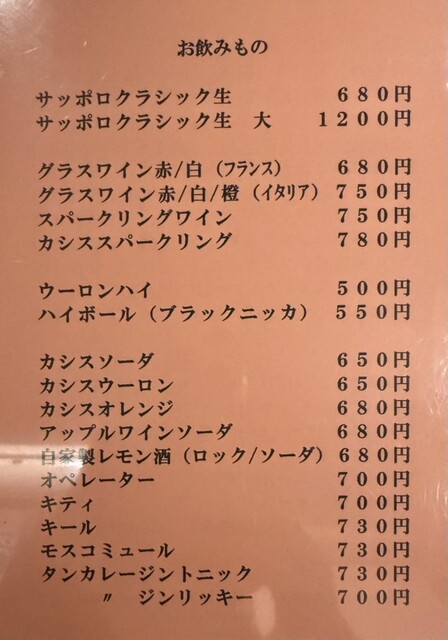 お飲みもの
サッポロクラシック生　６８０円
サッポロクラシック生　大　１２００円
グラスワイン赤/白（ﾌﾗﾝｽ）　６８０円
グラスワイン赤/白/橙（ｲﾀﾘｱ）　７５０円
スパークリングワイン　７５０円
カシススパークリング　７８０円
ウーロンハイ　５００円
ハイボール（ブラックニッカ）　５５０円
カシスソーダ　６５０円
カシスウーロン　６５０円
カシスオレンジ　６８０円
アップルワインソーダ　６８０円
自家製レモン酒（ロック/ソーダ）６８０円
オペレーター　７００円
キティ　７００円
キール　７３０円
モスコミュール　７３０円
タンカレージントニック　７３０円
〃　ジンリッキー　７００円